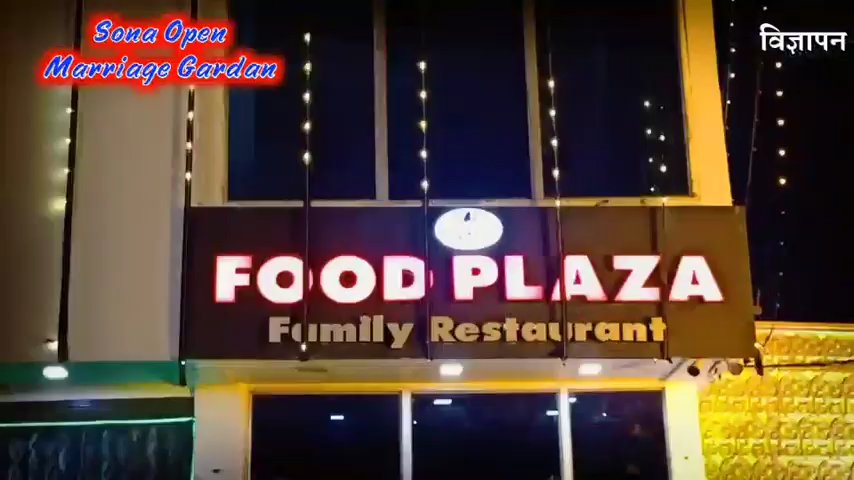 Sona Open
Marriage Gardan
विज्ञापन
FOOD PLAZA
Family Restaurant